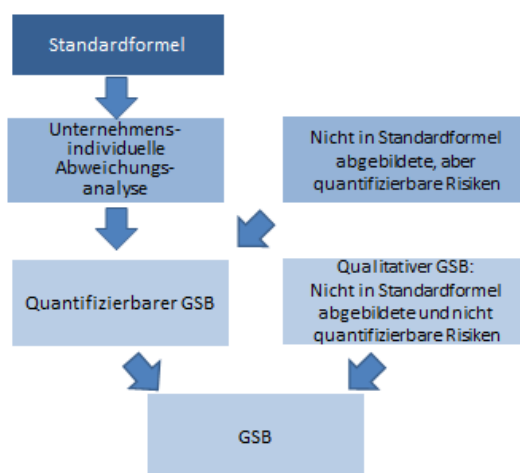 Standardformel
Unternehmens-
individuelle
Abweichungs-
analyse
Nicht in Standardformel
abgebildete, aber
quantifizierbare Risiken
Quantifizierbarer GSB
Qualitativer GSB:
Nicht in Standardformel
abgebildete und nicht
quantifizierbare Risiken
GSB